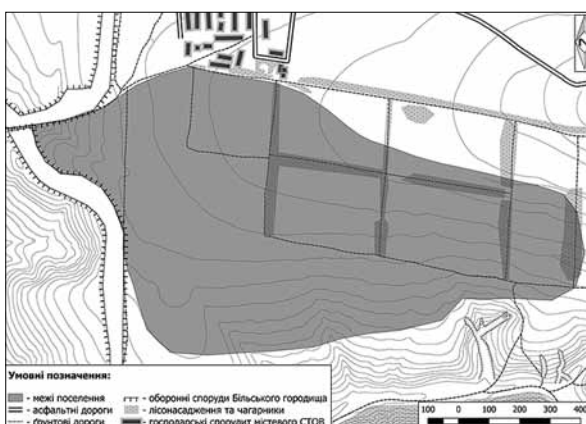 Умовні позначення:
- межі поселення
- асфальтні дороги
- ґрунтові дороги
- оборонні споруди Більського городища
- лісонасадження та чагарники
- господарські споруди містевого СТОВ
100 0 100 200 300 400